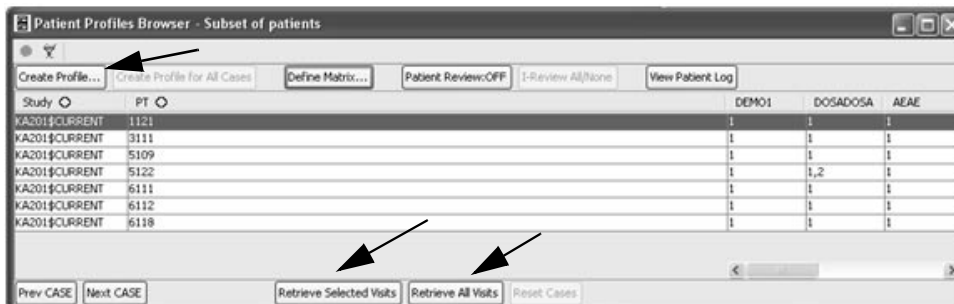 Patient Profiles Browser - Subset of patients
Create Profile... Create Profile for All Cases Define Matrix... Patient Review:OFF I-Review All/None View Patient Log
Study PT DEMO1 DOSADOSA AEAE
KA201$CURRENT 1121 1 1 1
KA201$CURRENT 3111 1 1 1
KA201$CURRENT 5109 1 1 1
KA201$CURRENT 5122 1 1,2 1
KA201$CURRENT 6111 1 1 1
KA201$CURRENT 6112 1 1 1
KA201$CURRENT 6118 1 1 1
Prev CASE Next CASE Retrieve Selected Visits Retrieve All Visits Reset Cases